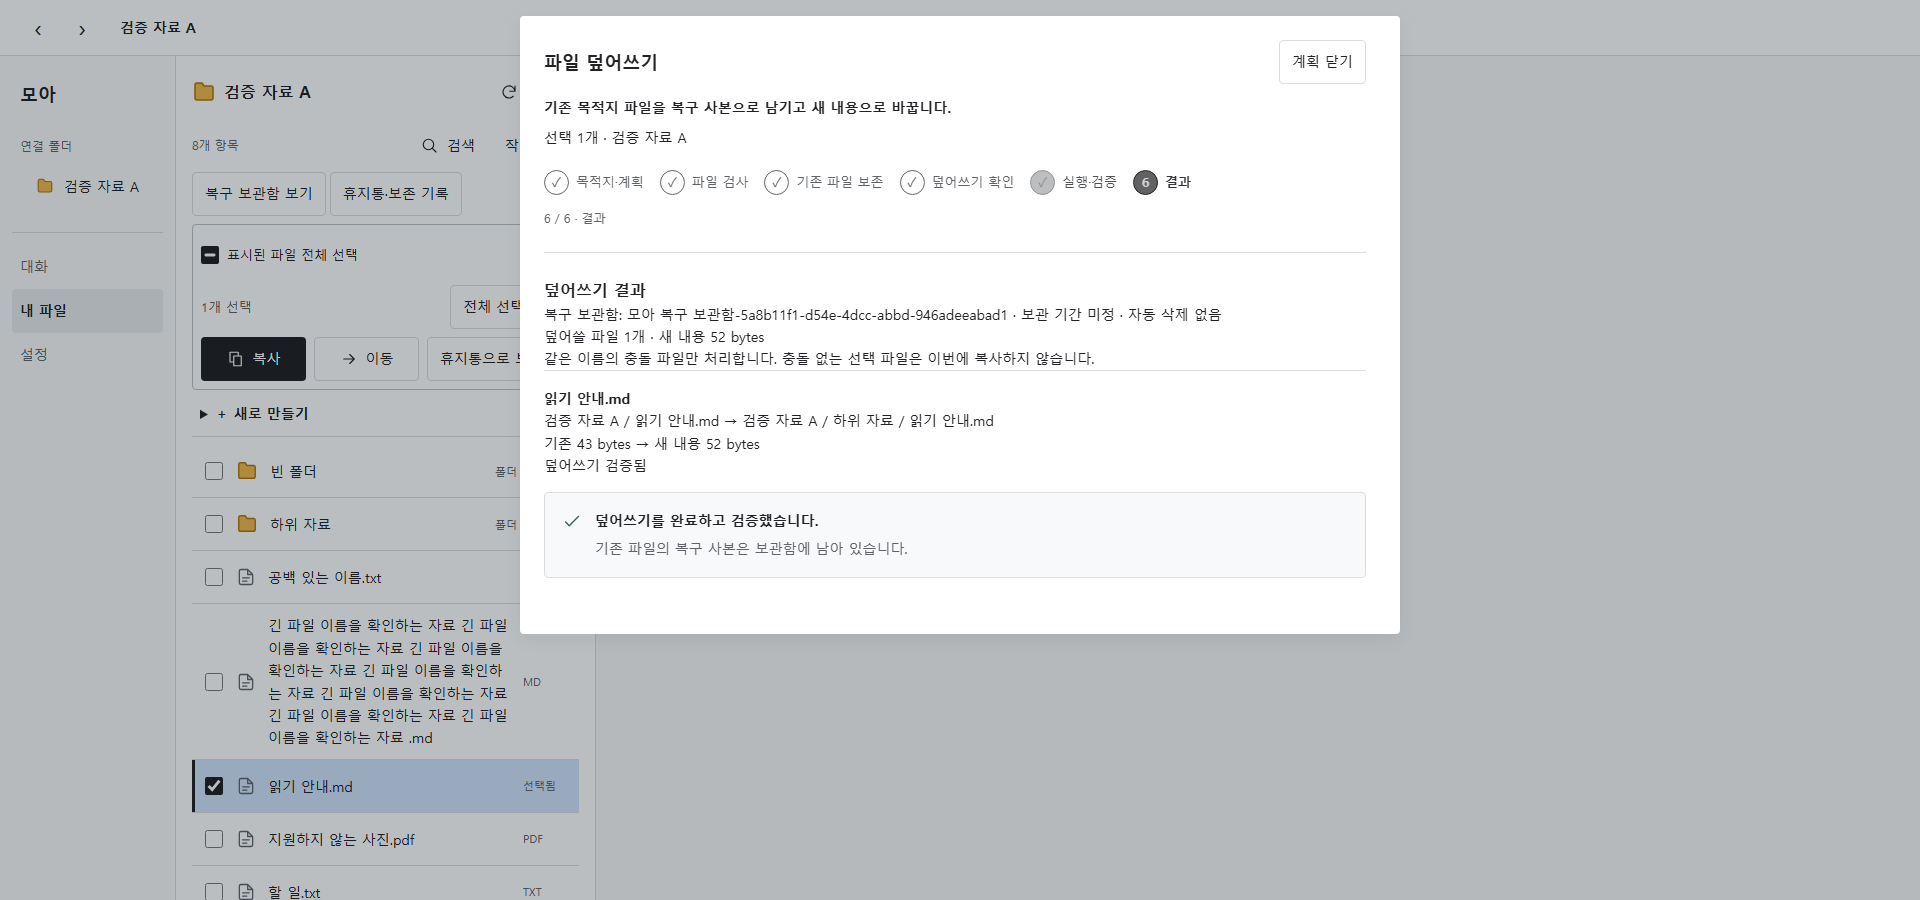 검증 자료 A
모아
연결 폴더
검증 자료 A
대화
내 파일
설정
검증 자료 A
8개 항목
검색
작
복구 보관함 보기
휴지통·보존 기록
표시된 파일 전체 선택
1개 선택
전체 선택
복사
이동
휴지통으로
+ 새로 만들기
빈 폴더
폴더
하위 자료
폴더
공백 있는 이름.txt
긴 파일 이름을 확인하는 자료 긴 파일
이름을 확인하는 자료 긴 파일 이름을
확인하는 자료 긴 파일 이름을 확인하
는 자료 긴 파일 이름을 확인하는 자료
긴 파일 이름을 확인하는 자료 긴 파일
이름을 확인하는 자료 .md
MD
읽기 안내.md
선택됨
지원하지 않는 사진.pdf
PDF
할 일.txt
TXT
파일 덮어쓰기
계획 닫기
기존 목적지 파일을 복구 사본으로 남기고 새 내용으로 바꿉니다.
선택 1개 · 검증 자료 A
목적지·계획
파일 검사
기존 파일 보존
덮어쓰기 확인
실행·검증
6 결과
6 / 6 · 결과
덮어쓰기 결과
복구 보관함: 모아 복구 보관함-5a8b11f1-d54e-4dcc-abbd-946adeeabad1 · 보관 기간 미정 · 자동 삭제 없음
덮어쓸 파일 1개 · 새 내용 52 bytes
같은 이름의 충돌 파일만 처리합니다. 충돌 없는 선택 파일은 이번에 복사하지 않습니다.
읽기 안내.md
검증 자료 A / 읽기 안내.md → 검증 자료 A / 하위 자료 / 읽기 안내.md
기존 43 bytes → 새 내용 52 bytes
덮어쓰기 검증됨
덮어쓰기를 완료하고 검증했습니다.
기존 파일의 복구 사본은 보관함에 남아 있습니다.